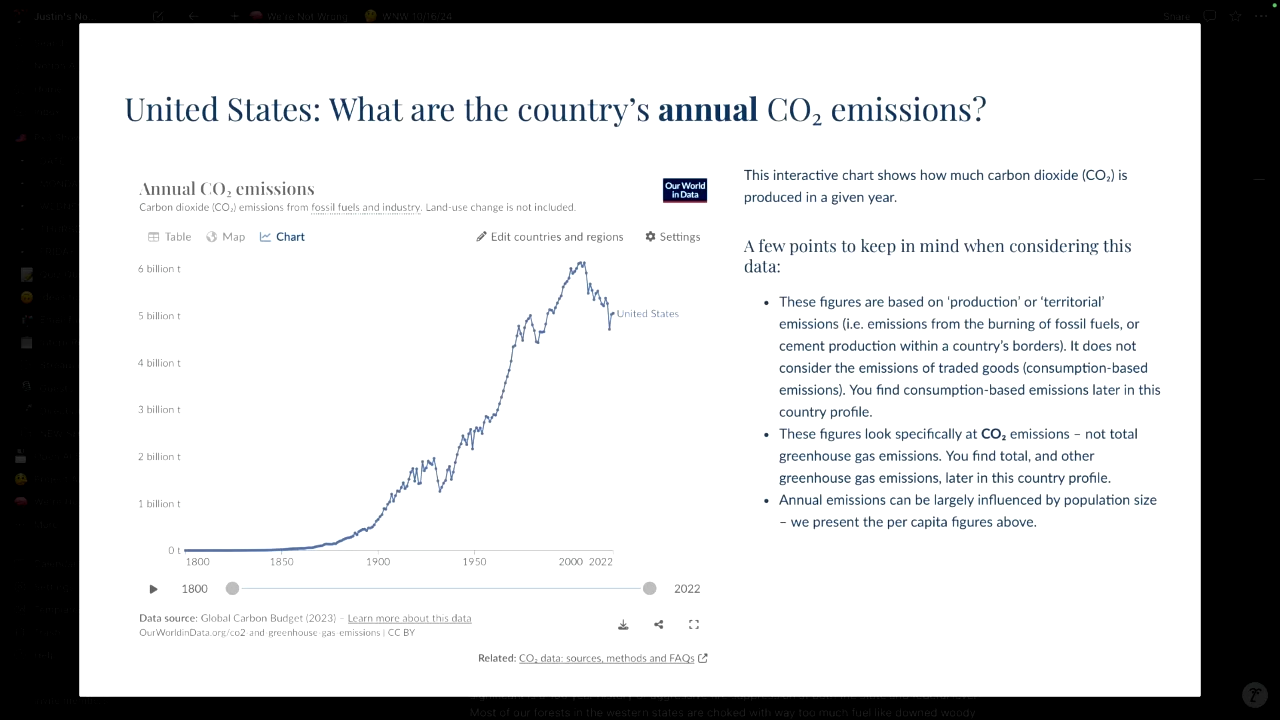 Justin's No
We're Not Wrong
WNW 10/16/24
Share
United States: What are the country's annual CO₂ emissions?
Annual CO₂ emissions
Carbon dioxide (CO₂) emissions from fossil fuels and industry. Land-use change is not included.
Our World
in Data
Table Map Chart
Edit countries and regions Settings
6 billion t
5 billion t
4 billion t
3 billion t
2 billion t
1 billion t
0 t
United States
1800 1850 1900 1950 2000 2022
1800 2022
Data source: Global Carbon Budget (2023) – Learn more about this data
OurWorldinData.org/co2-and-greenhouse-gas-emissions | CC BY
Related: CO₂ data: sources, methods and FAQs
This interactive chart shows how much carbon dioxide (CO₂) is
produced in a given year.
A few points to keep in mind when considering this
data:
• These figures are based on ‘production’ or ‘territorial’
emissions (i.e. emissions from the burning of fossil fuels, or
cement production within a country's borders). It does not
consider the emissions of traded goods (consumption-based
emissions). You find consumption-based emissions later in this
country profile.
• These figures look specifically at CO₂ emissions – not total
greenhouse gas emissions. You find total, and other
greenhouse gas emissions, later in this country profile.
• Annual emissions can be largely influenced by population size
– we present the per capita figures above.
Most of our forests in the western states are choked with way too much fuel like downed woody